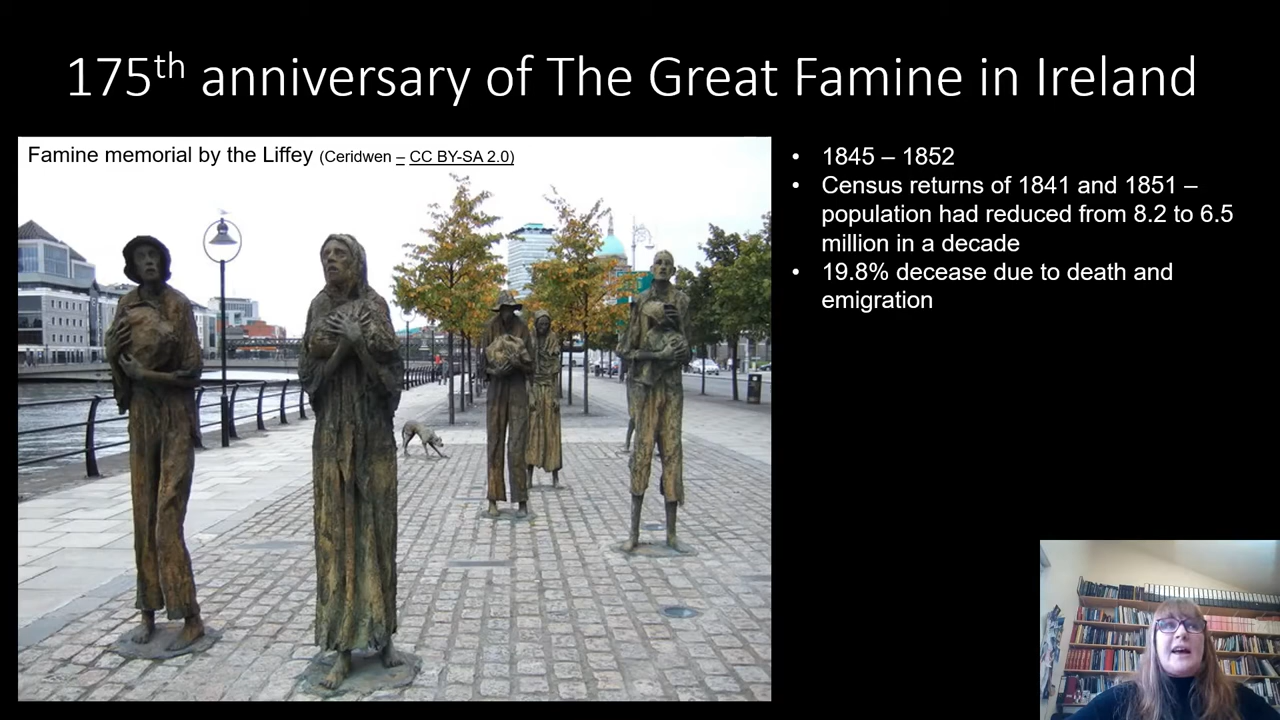 175th anniversary of The Great Famine in Ireland
Famine memorial by the Liffey (Ceridwen – CC BY-SA 2.0)
• 1845 – 1852
• Census returns of 1841 and 1851 –
population had reduced from 8.2 to 6.5
million in a decade
• 19.8% decease due to death and
emigration